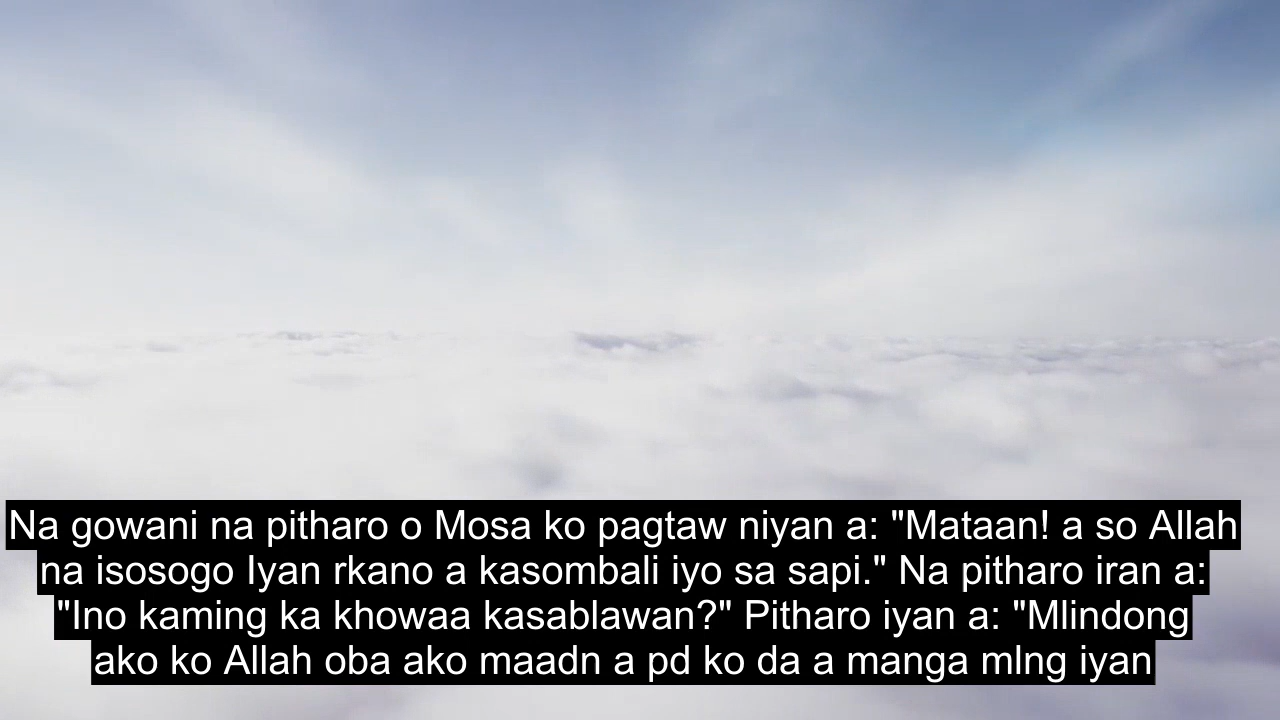 Na gowani na pitharo o Mosa ko pagtaw niyan a: "Mataan! a so Allah
na isosogo Iyan rkano a kasombali iyo sa sapi." Na pitharo iran a:
"Ino kaming ka khowaa kasablawan?" Pitharo iyan a: "Mlindong
ako ko Allah oba ako maadn a pd ko da a manga mlng iyan